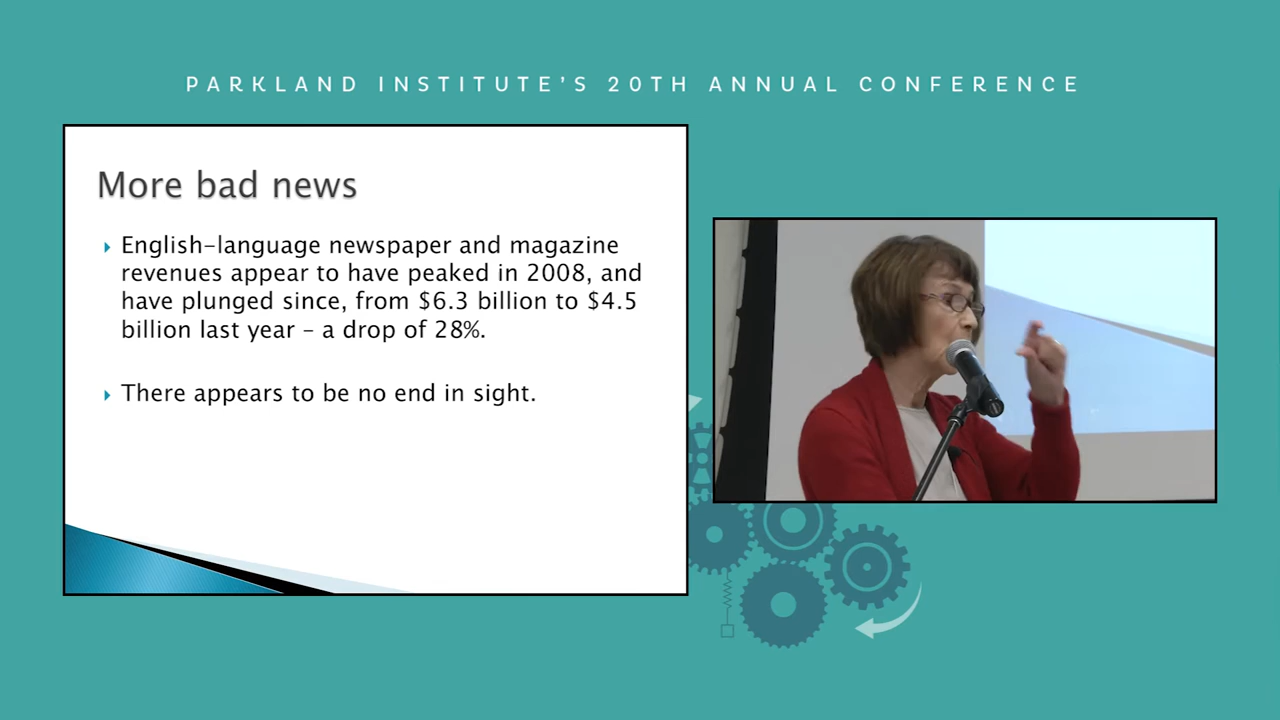 PARKLAND INSTITUTE'S 20TH ANNUAL CONFERENCE
More bad news
English-language newspaper and magazine
revenues appear to have peaked in 2008, and
have plunged since, from $6.3 billion to $4.5
billion last year – a drop of 28%.
There appears to be no end in sight.